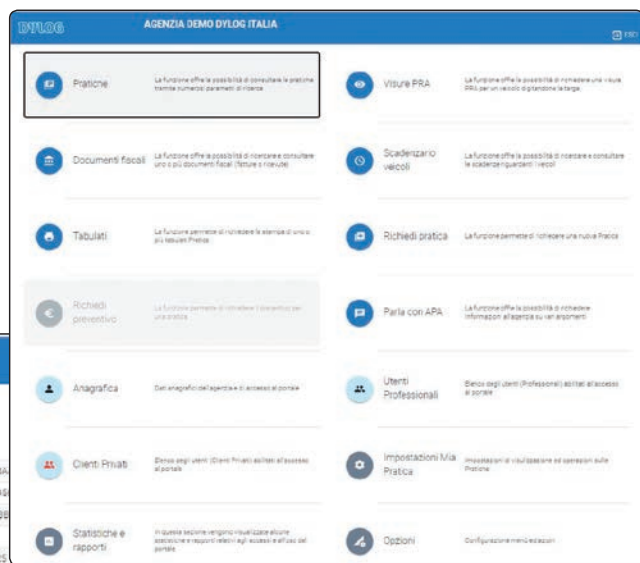 DYLOG
AGENZIA DEMO DYLOG ITALIA
Pratiche
La funzione offre la possibilità di consultare le pratiche
tramite numerosi parametri di ricerca
Visure PRA
La funzione offre la possibilità di richiedere una visura
PRA per un veicolo digitandone la targa
Documenti fiscali
La funzione offre la possibilità di ricercare e consultare
uno o più documenti fiscali (fatture o ricevute)
Scadenzario
veicoli
La funzione offre la possibilità di ricercare e consultare
le scadenze riguardanti i veicoli
Tabulati
La funzione permette di richiedere la stampa di uno o
più tabulati Pratica
Richiedi pratica
La funzione permette di richiedere una nuova Pratica
Richiedi
preventivo
La funzione permette di richiedere il preventivo per
una pratica
Parla con APA
La funzione offre la possibilità di richiedere
informazioni all'agenzia su vari argomenti
Anagrafica
Dati anagrafici dell'agenzia e di accesso al portale
Utenti
Professionali
Elenco degli utenti (Professionali) abilitati all'accesso
al portale
Clienti Privati
Elenco degli utenti (Clienti Privati) abilitati all'accesso
al portale
Impostazioni Mia
Pratica
Impostazioni di visualizzazione ed operazioni sulle
Pratiche
Statistiche e
rapporti
In questa sezione vengono visualizzate alcune
statistiche e rapporti relativi agli accessi e all'uso del
portale
Opzioni
Configurazione menù ed azioni